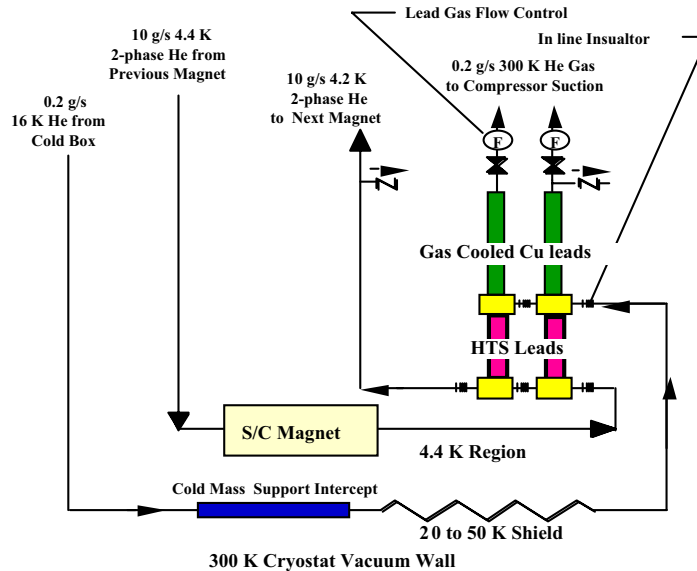 Lead Gas Flow Control
In line Insualtor
10 g/s 4.4 K
2-phase He from
Previous Magnet
10 g/s 4.2 K
2-phase He
to Next Magnet
0.2 g/s 300 K He Gas
to Compressor Suction
0.2 g/s
16 K He from
Cold Box
F
F
Gas Cooled Cu leads
HTS Leads
S/C Magnet
4.4 K Region
Cold Mass Support Intercept
20 to 50 K Shield
300 K Cryostat Vacuum Wall